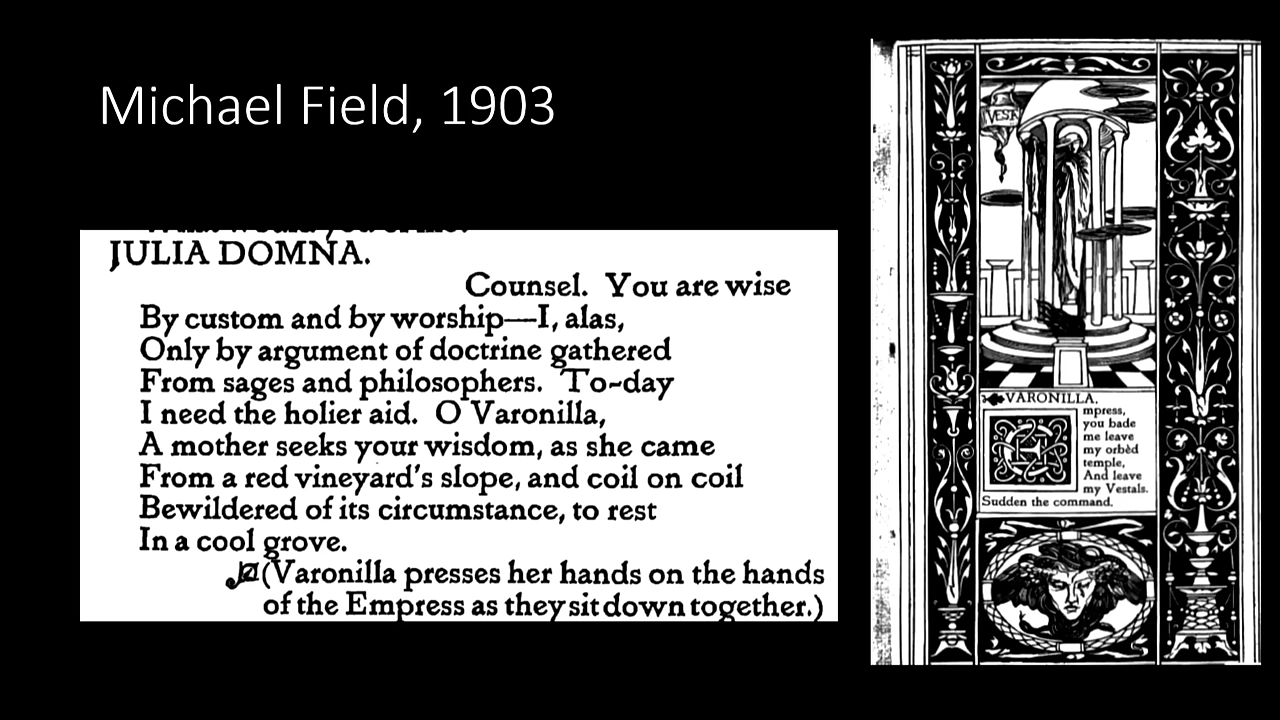 Michael Field, 1903
JULIA DOMNA.
Counsel. You are wise
By custom and by worship—I, alas,
Only by argument of doctrine gathered
From sages and philosophers. To-day
I need the holier aid. O Varonilla,
A mother seeks your wisdom, as she came
From a red vineyard's slope, and coil on coil
Bewildered of its circumstance, to rest
In a cool grove.
(Varonilla presses her hands on the hands
of the Empress as they sit down together.)
VESTA
VARONILLA.
mpress,
you bade
me leave
my orbèd
temple,
And leave
my Vestals.
Sudden the command.